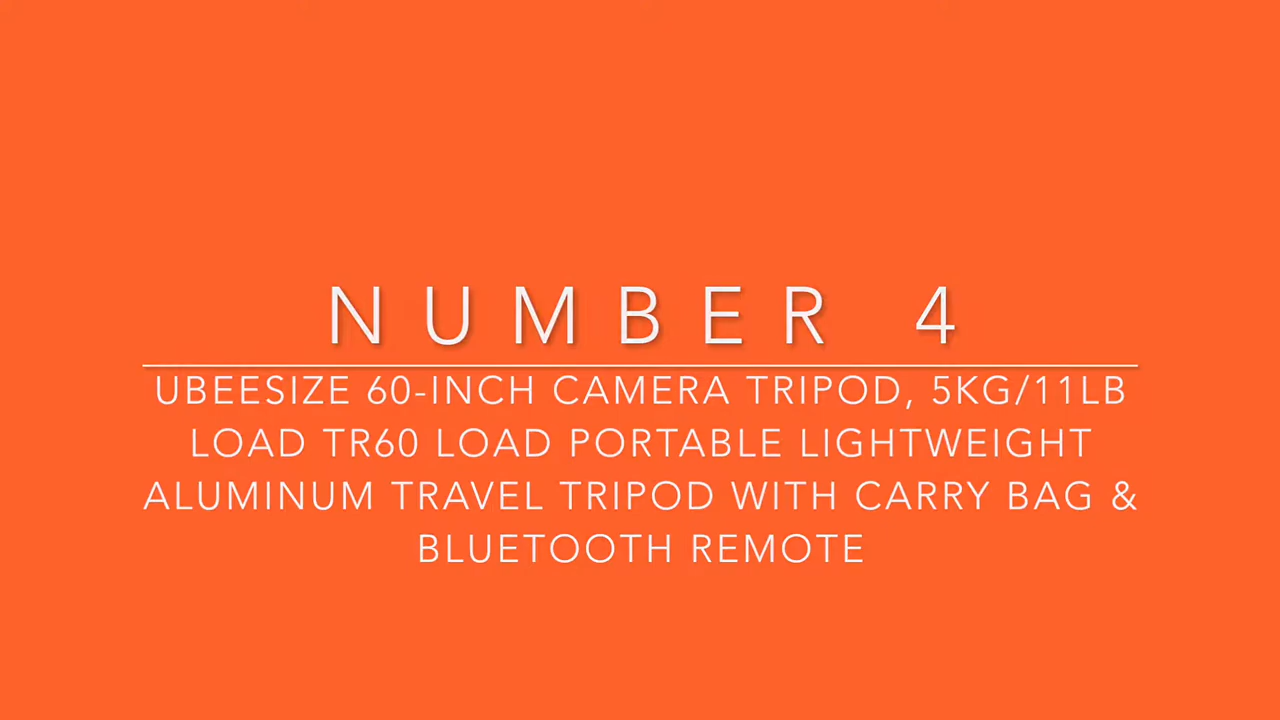 NUMBER 4
UBEESIZE 60-INCH CAMERA TRIPOD, 5KG/11LB
LOAD TR60 LOAD PORTABLE LIGHTWEIGHT
ALUMINUM TRAVEL TRIPOD WITH CARRY BAG &
BLUETOOTH REMOTE